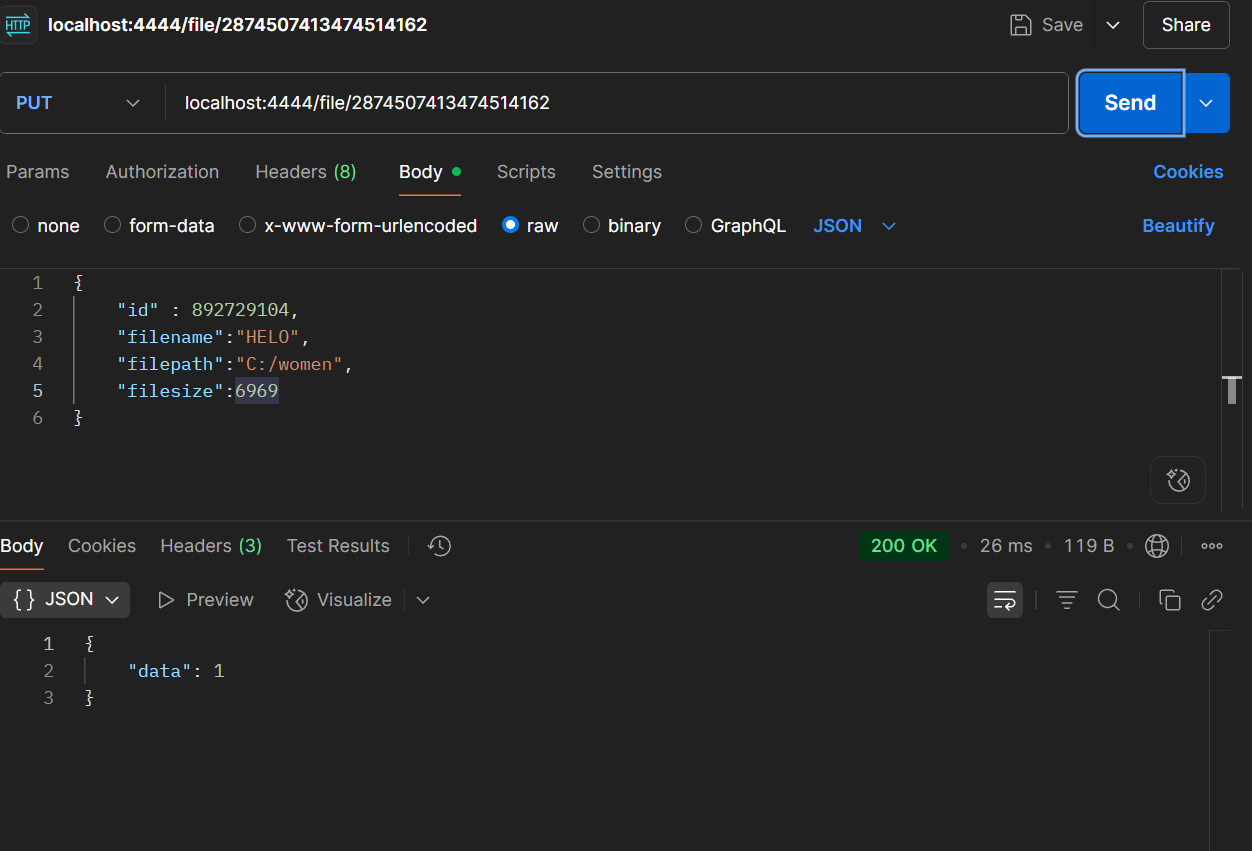 HTTP localhost:4444/file/2874507413474514162 Save Share
PUT localhost:4444/file/2874507413474514162 Send
Params Authorization Headers (8) Body Scripts Settings Cookies
none form-data x-www-form-urlencoded raw binary GraphQL JSON Beautify
1 {
2 "id" : 892729104,
3 "filename":"HELO",
4 "filepath":"C:/women",
5 "filesize":6969
6 }
Body Cookies Headers (3) Test Results 200 OK • 26 ms • 119 B •
{} JSON Preview Visualize
1 {
2 "data": 1
3 }